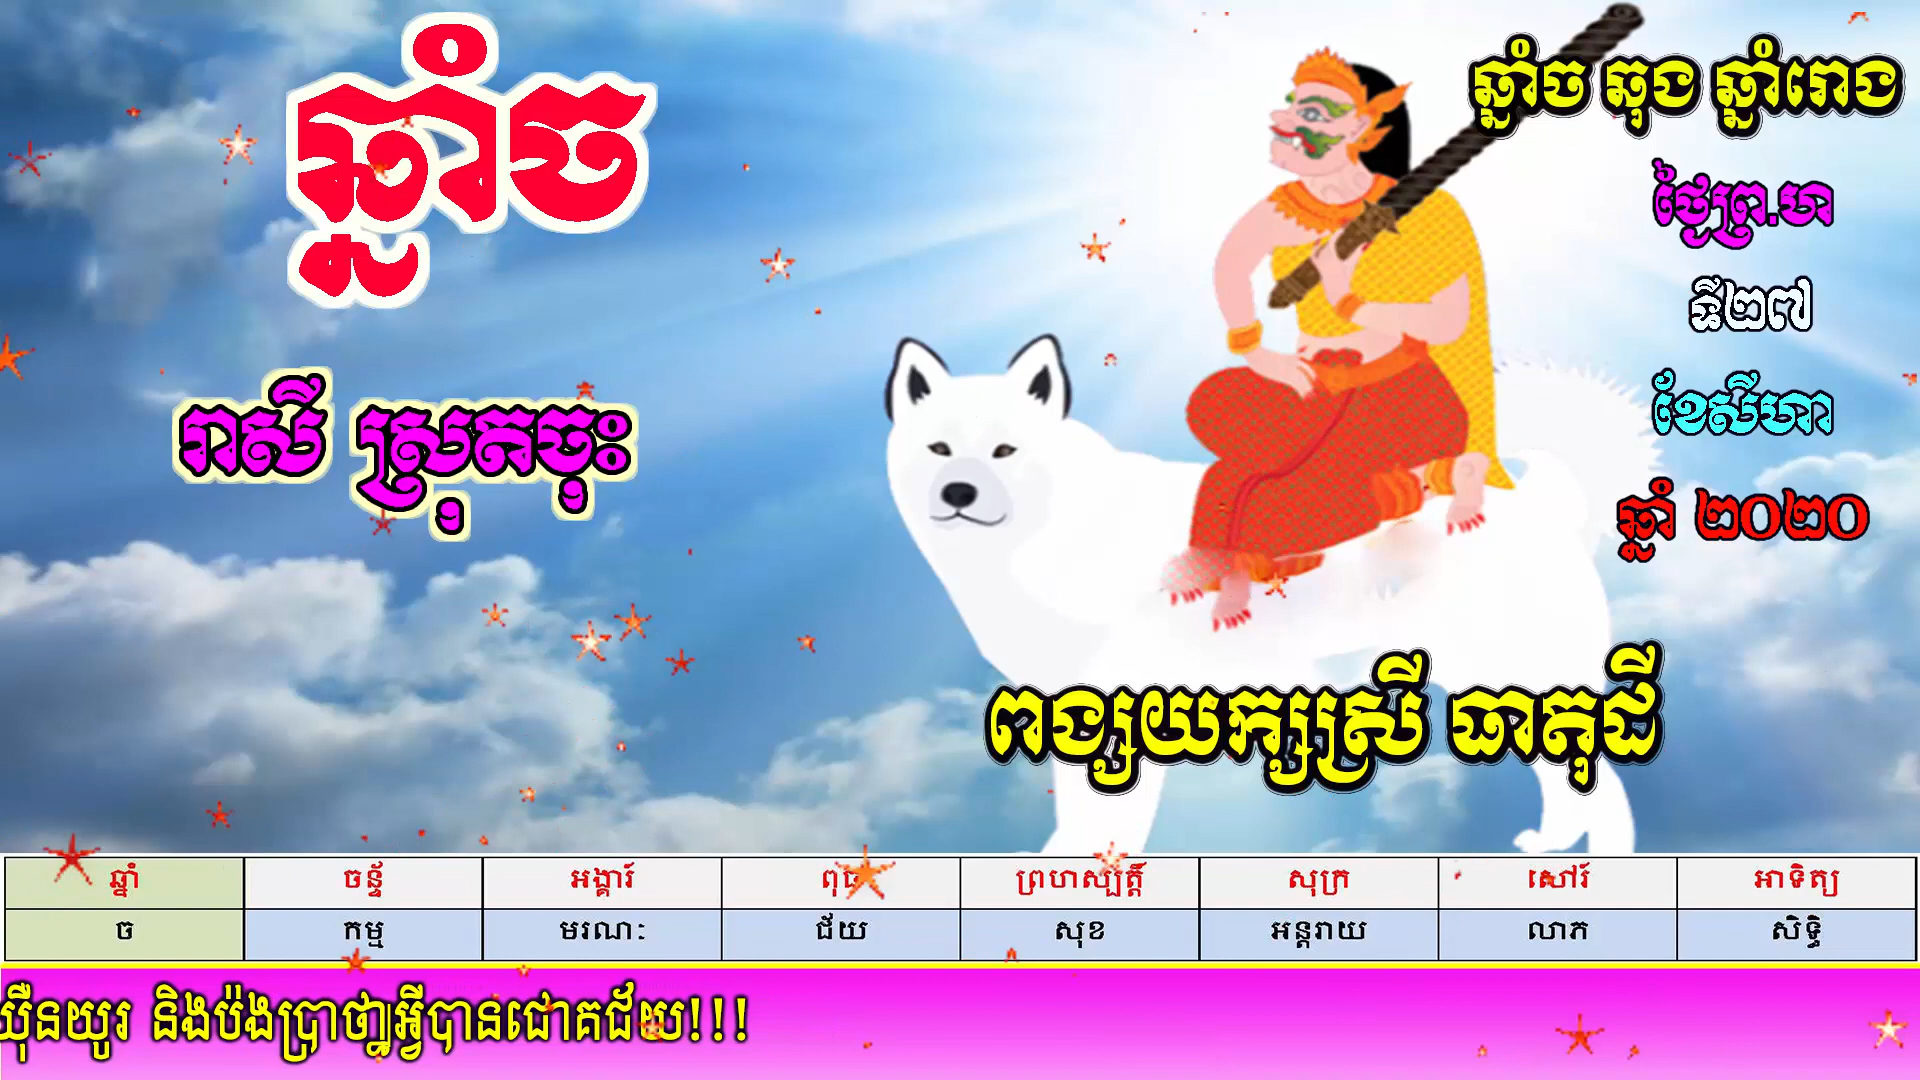 ឆ្នាំច
រាសី ស្រុតចុះ
ឆ្នាំច ឆុង ឆ្នាំរោង
ថ្ងៃព្រ.ហ
ទី២៧
ខែសីហា
ឆ្នាំ ២០២០
ពង្សយក្សស្រី ធាតុដី
ឆ្នាំ ចន្ទ័ អង្គារ៍ ពុធ ព្រហស្បត្តិ៍ សុក្រ សៅរ៍ អាទិត្យ
ច កម្ម មរណៈ ជ័យ សុខ អន្តរាយ លាភ សិទ្ធិ
ឃុឺនយូរ និងប៉ងប្រាថា្នអ្វីបានជោគជ័យ!!!